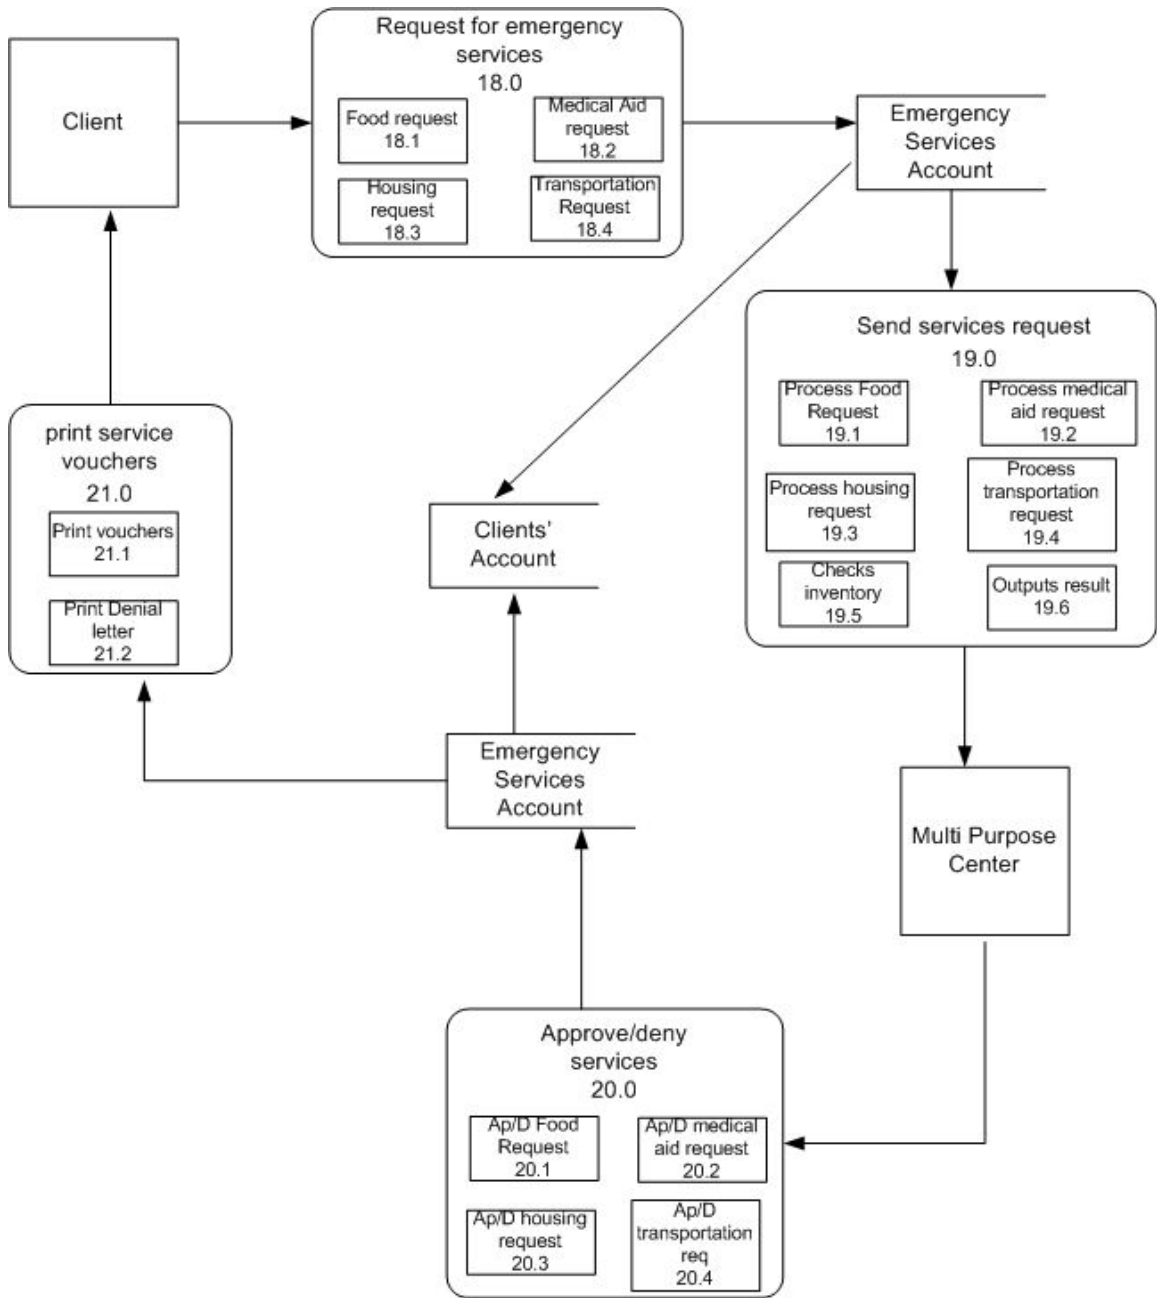 Client
Request for emergency
services
18.0
Food request
18.1
Medical Aid
request
18.2
Housing
request
18.3
Transportation
Request
18.4
Emergency
Services
Account
Send services request
19.0
Process Food
Request
19.1
Process medical
aid request
19.2
Process housing
request
19.3
Process
transportation
request
19.4
Checks
inventory
19.5
Outputs result
19.6
print service
vouchers
21.0
Print vouchers
21.1
Print Denial
letter
21.2
Clients'
Account
Emergency
Services
Account
Multi Purpose
Center
Approve/deny
services
20.0
Ap/D Food
Request
20.1
Ap/D medical
aid request
20.2
Ap/D housing
request
20.3
Ap/D
transportation
req
20.4